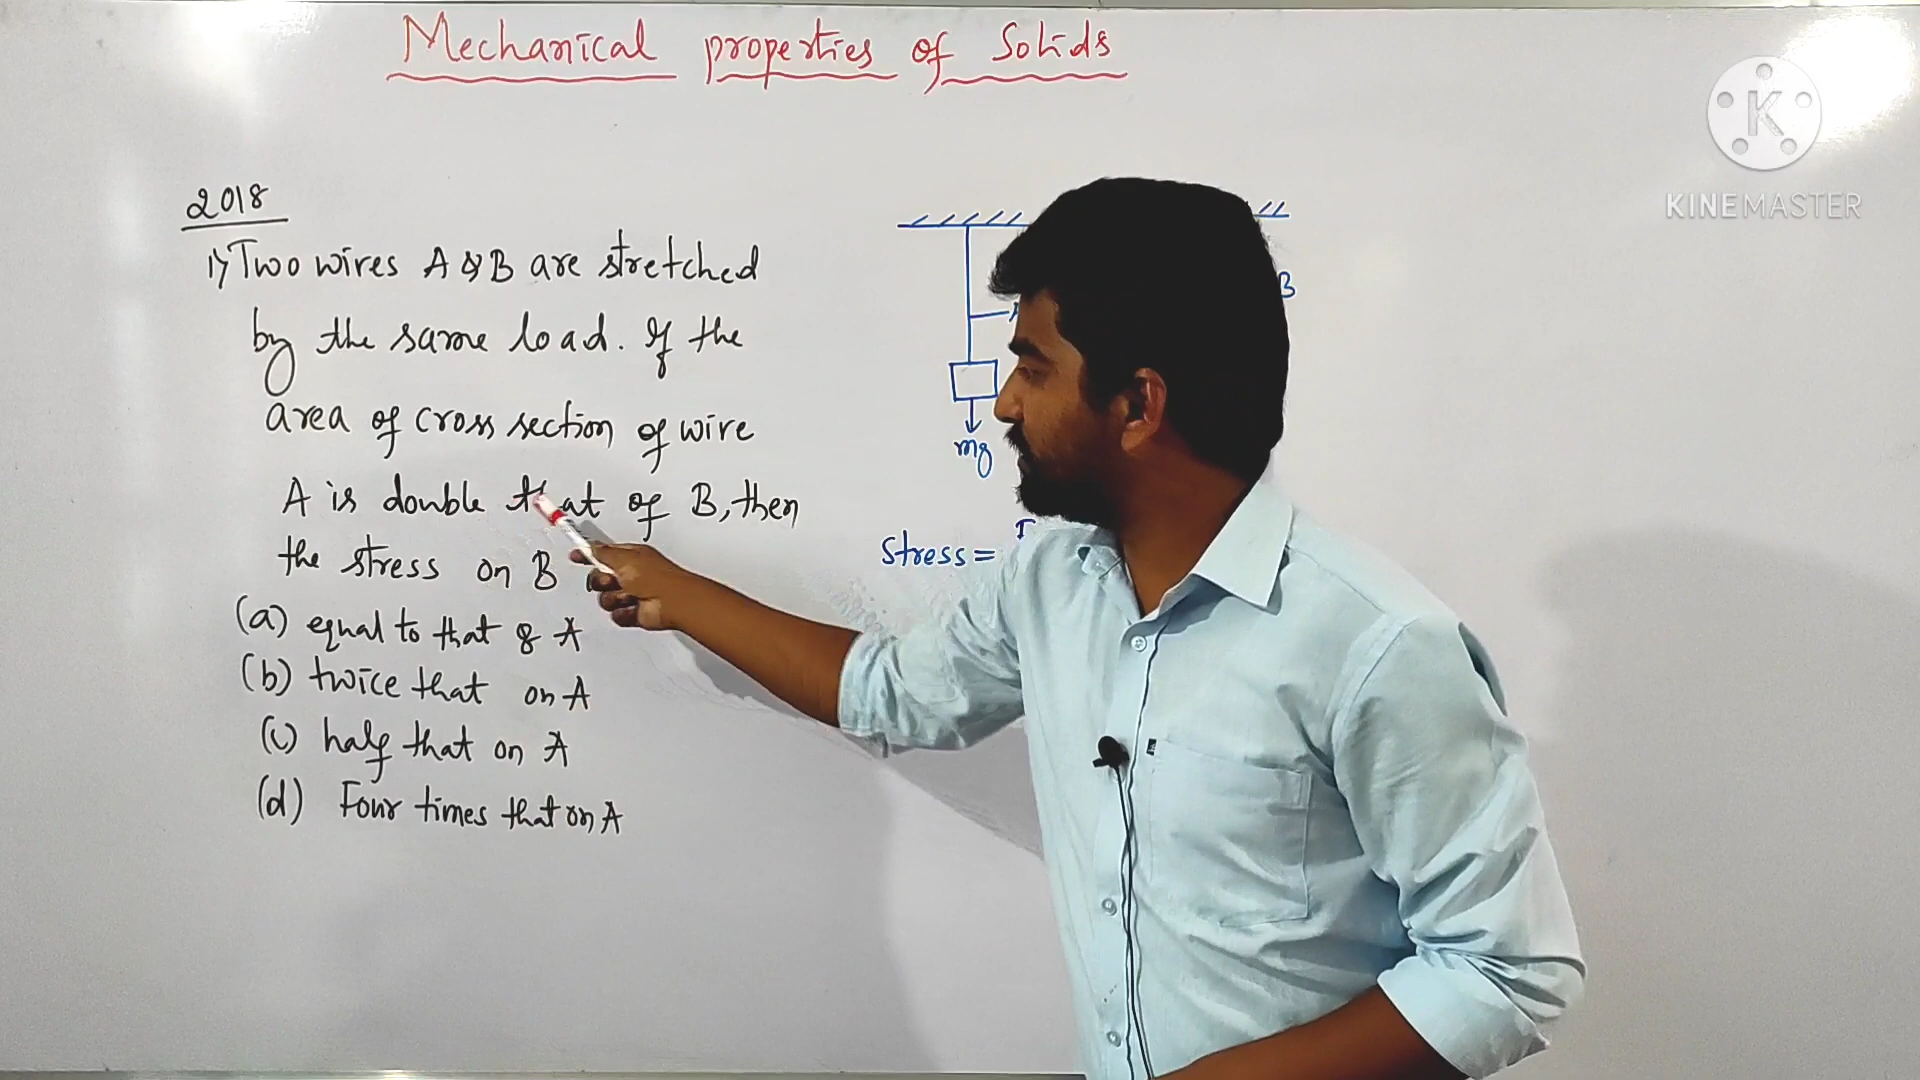 Mechanical properties of Solids
KINEMASTER
2018
1) Two wires A & B are stretched
by the same load. If the
area of cross section of wire
A is double that of B, then
the stress on B
(a) equal to that of A
(b) twice that on A
(c) half that on A
(d) Four times that on A
B
mg
Stress =